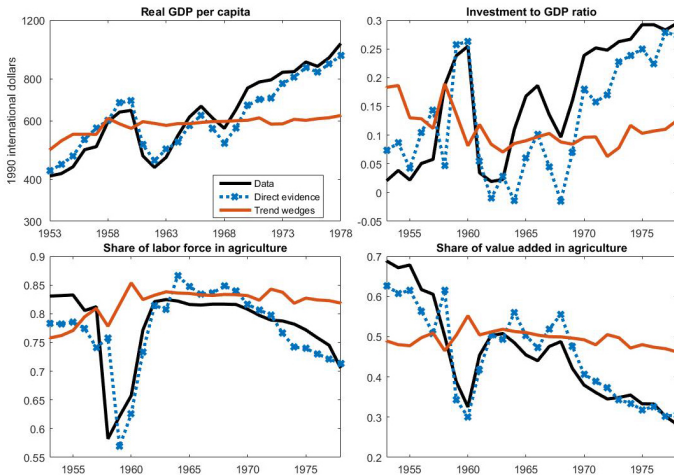 Real GDP per capita
1990 international dollars
1200
800
600
400
300
1953 1958 1963 1968 1973 1978
Data
Direct evidence
Trend wedges
Investment to GDP ratio
0.3
0.25
0.2
0.15
0.1
0.05
0
-0.05
1955 1960 1965 1970 1975
Share of labor force in agriculture
0.9
0.85
0.8
0.75
0.7
0.65
0.6
0.55
1955 1960 1965 1970 1975
Share of value added in agriculture
0.7
0.6
0.5
0.4
0.3
0.2
1955 1960 1965 1970 1975